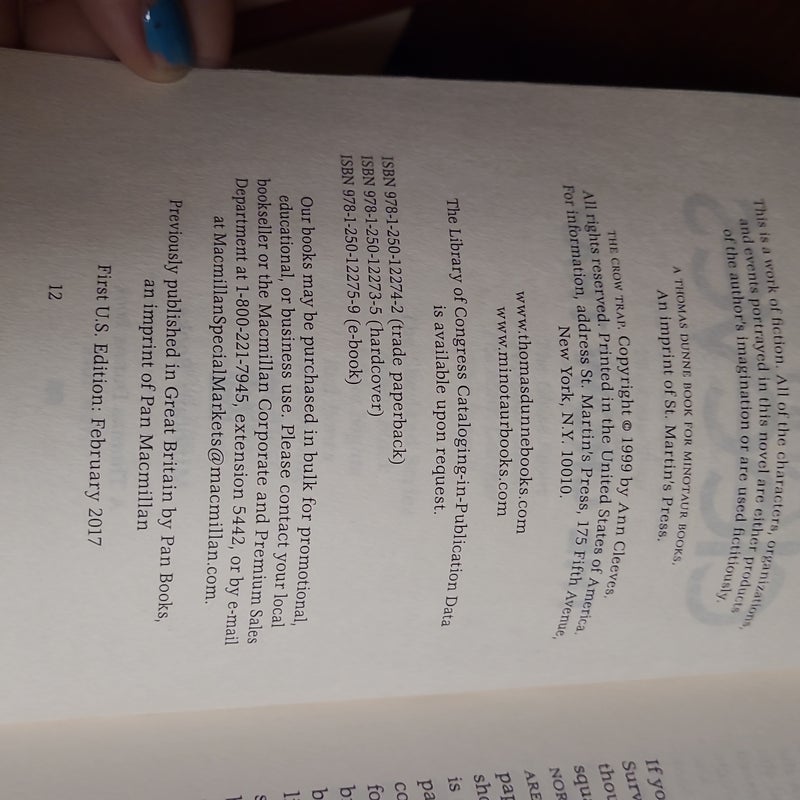 This is a work of fiction. All of the characters, organizations,
and events portrayed in this novel are either products
of the author's imagination or are used fictitiously.
A THOMAS DUNNE BOOK FOR MINOTAUR BOOKS.
An imprint of St. Martin's Press.
THE CROW TRAP. Copyright © 1999 by Ann Cleeves.
All rights reserved. Printed in the United States of America.
For information, address St. Martin's Press, 175 Fifth Avenue,
New York, N.Y. 10010.
www.thomasdunnebooks.com
www.minotaurbooks.com
The Library of Congress Cataloging-in-Publication Data
is available upon request.
ISBN 978-1-250-12274-2 (trade paperback)
ISBN 978-1-250-12273-5 (hardcover)
ISBN 978-1-250-12275-9 (e-book)
Our books may be purchased in bulk for promotional,
educational, or business use. Please contact your local
bookseller or the Macmillan Corporate and Premium Sales
Department at 1-800-221-7945, extension 5442, or by e-mail
at MacmillanSpecialMarkets@macmillan.com.
Previously published in Great Britain by Pan Books,
an imprint of Pan Macmillan
First U.S. Edition: February 2017
12
If
ARE
is